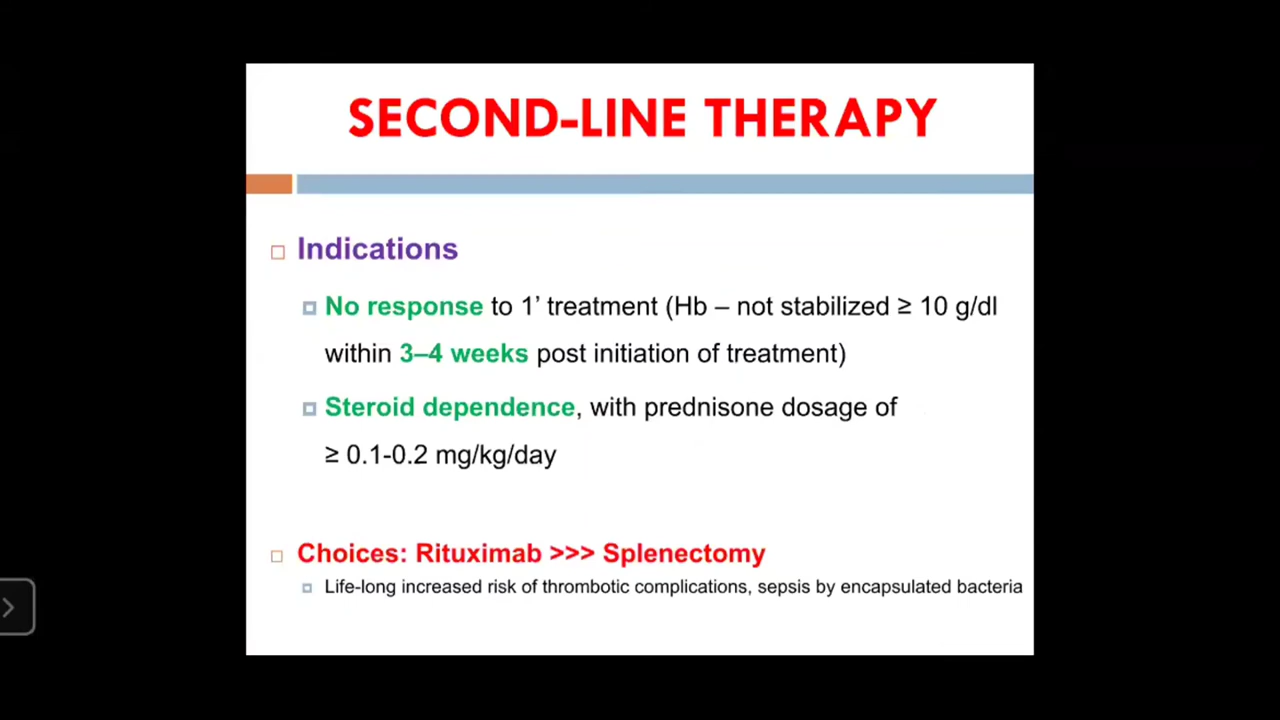 SECOND-LINE THERAPY
Indications
No response to 1’ treatment (Hb – not stabilized ≥ 10 g/dl
within 3–4 weeks post initiation of treatment)
Steroid dependence, with prednisone dosage of
≥ 0.1-0.2 mg/kg/day
Choices: Rituximab >>> Splenectomy
Life-long increased risk of thrombotic complications, sepsis by encapsulated bacteria